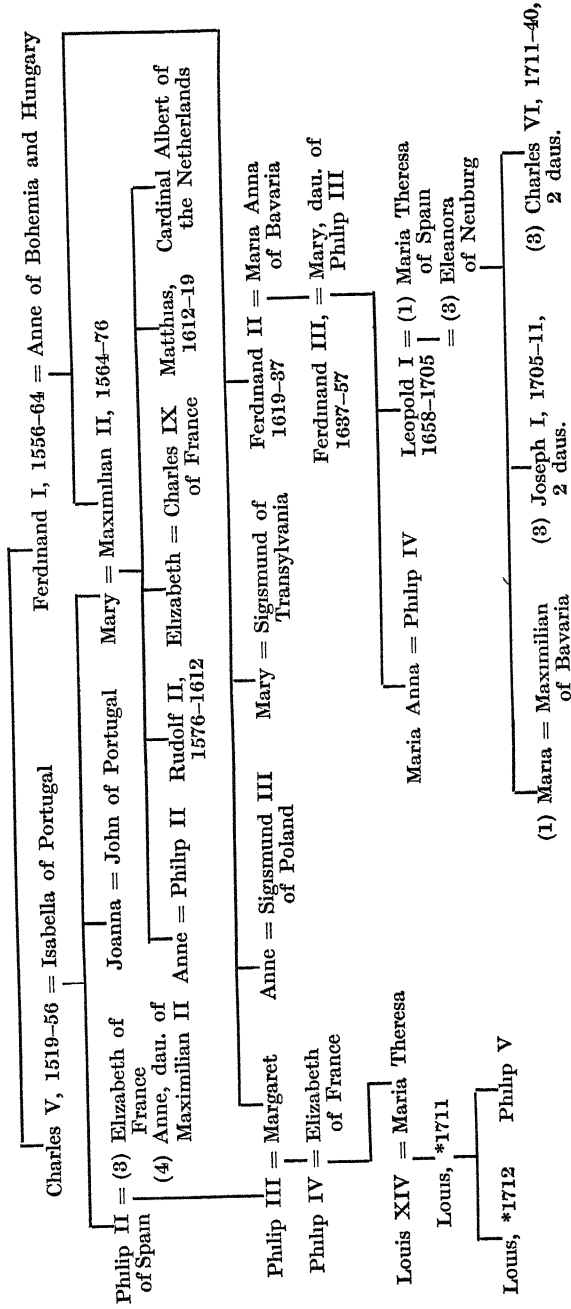 Charles V, 1519–56 = Isabella of Portugal
Ferdinand I, 1556–64 = Anne of Bohemia and Hungary
Philip II = (3) Elizabeth of
of Spain
France
(4) Anne, dau. of
Maximilian II
Joanna = John of Portugal
Mary = Maximilian II, 1564–76
Anne = Philip II
Rudolf II,
1576–1612
Elizabeth = Charles IX
of France
Matthias,
1612–19
Cardinal Albert of
the Netherlands
Philip III = Margaret
Anne = Sigismund III
of Poland
Mary = Sigismund of
Transylvania
Ferdinand II = Maria Anna
1619–37
of Bavaria
Philip IV = Elizabeth
of France
Ferdinand III, = Mary, dau. of
1637–57
Philip III
Louis XIV = Maria Theresa
Maria Anna = Philip IV
Leopold I = (1) Maria Theresa
1658–1705
of Spain
= (3) Eleanora
of Neuburg
Louis, *1711
Louis, *1712
Philip V
(1) Maria = Maximilian
of Bavaria
(3) Joseph I, 1705–11,
2 daus.
(3) Charles VI, 1711–40,
2 daus.